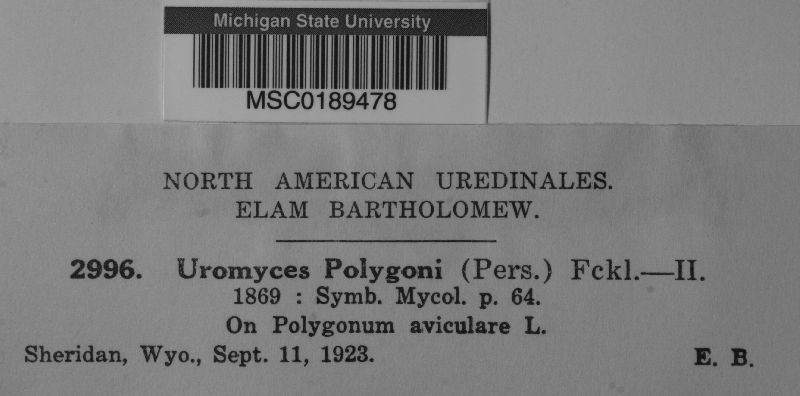 Michigan State University
MSC0189478
NORTH AMERICAN UREDINALES.
ELAM BARTHOLOMEW.
2996. Uromyces Polygoni (Pers.) Fckl.—II.
1869 : Symb. Mycol. p. 64.
On Polygonum aviculare L.
Sheridan, Wyo., Sept. 11, 1923. E. B.